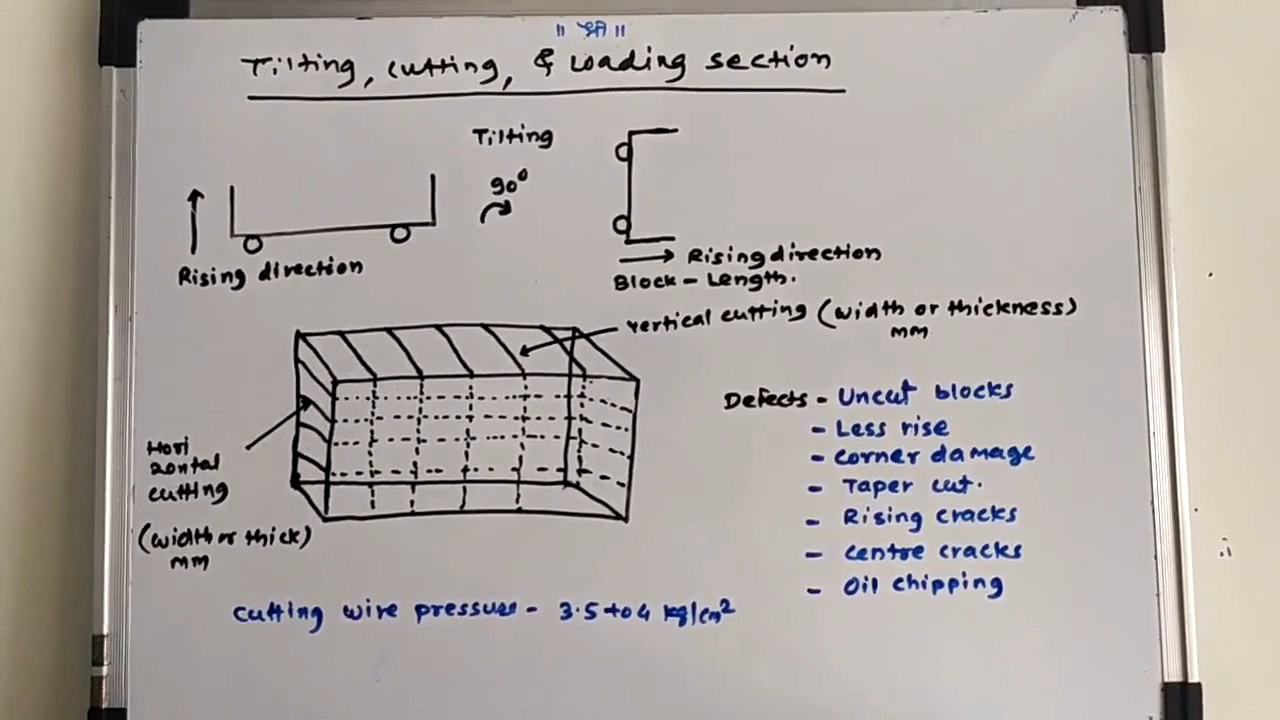 ॥ श्री ॥
Tilting, cutting, & Loading section
Tilting
90°
Rising direction
Rising direction
Block - Length.
vertical cutting (width or thickness)
mm
Hori
zontal
cutting
(width or thick)
mm
Defects - Uncut blocks
- Less rise
- corner damage
- Taper cut.
- Rising cracks
- centre cracks
- Oil chipping
cutting wire pressure - 3.5 to 4 kg/cm²